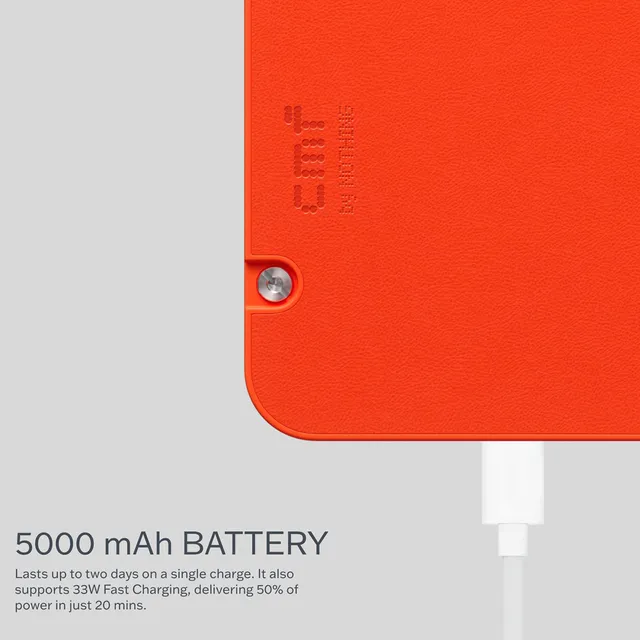 cmf
by NOTHING
5000 mAh BATTERY
Lasts up to two days on a single charge. It also
supports 33W Fast Charging, delivering 50% of
power in just 20 mins.